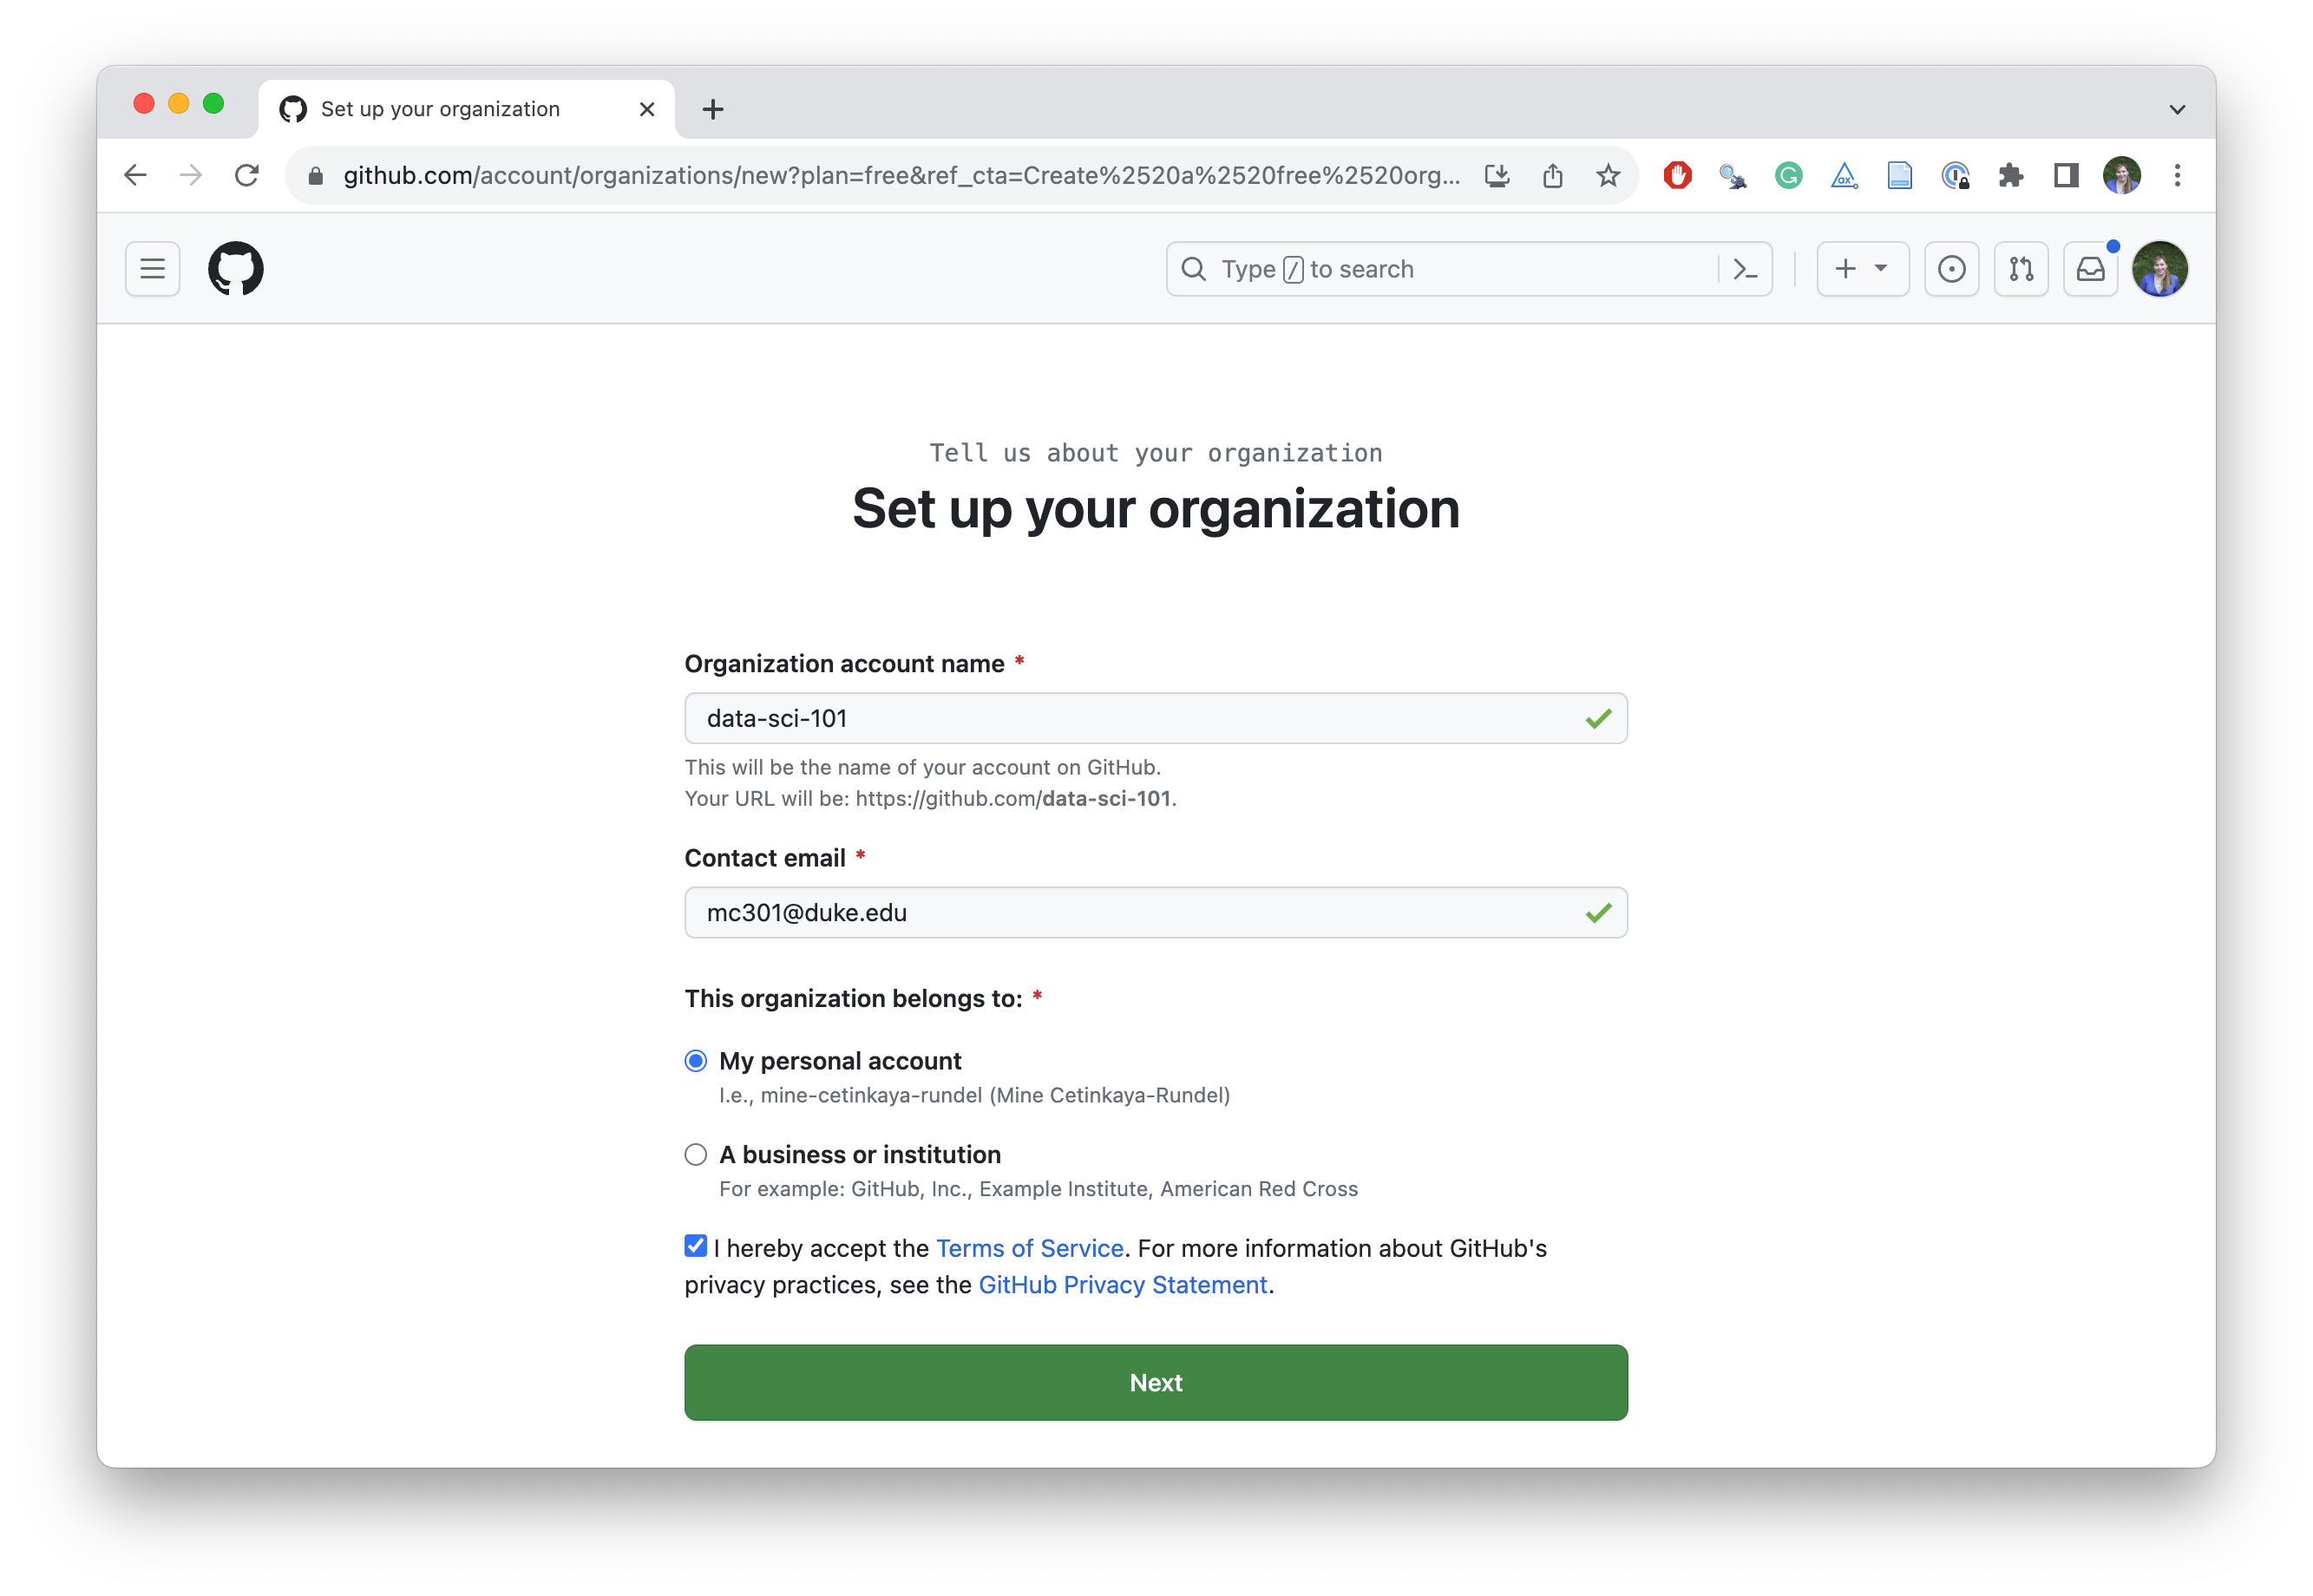 Set up your organization
github.com/account/organizations/new?plan=free&ref_cta=Create%2520a%2520free%2520org...
Type / to search
Tell us about your organization
Set up your organization
Organization account name *
data-sci-101
This will be the name of your account on GitHub.
Your URL will be: https://github.com/data-sci-101.
Contact email *
mc301@duke.edu
This organization belongs to: *
My personal account
I.e., mine-cetinkaya-rundel (Mine Cetinkaya-Rundel)
A business or institution
For example: GitHub, Inc., Example Institute, American Red Cross
I hereby accept the Terms of Service. For more information about GitHub's
privacy practices, see the GitHub Privacy Statement.
Next